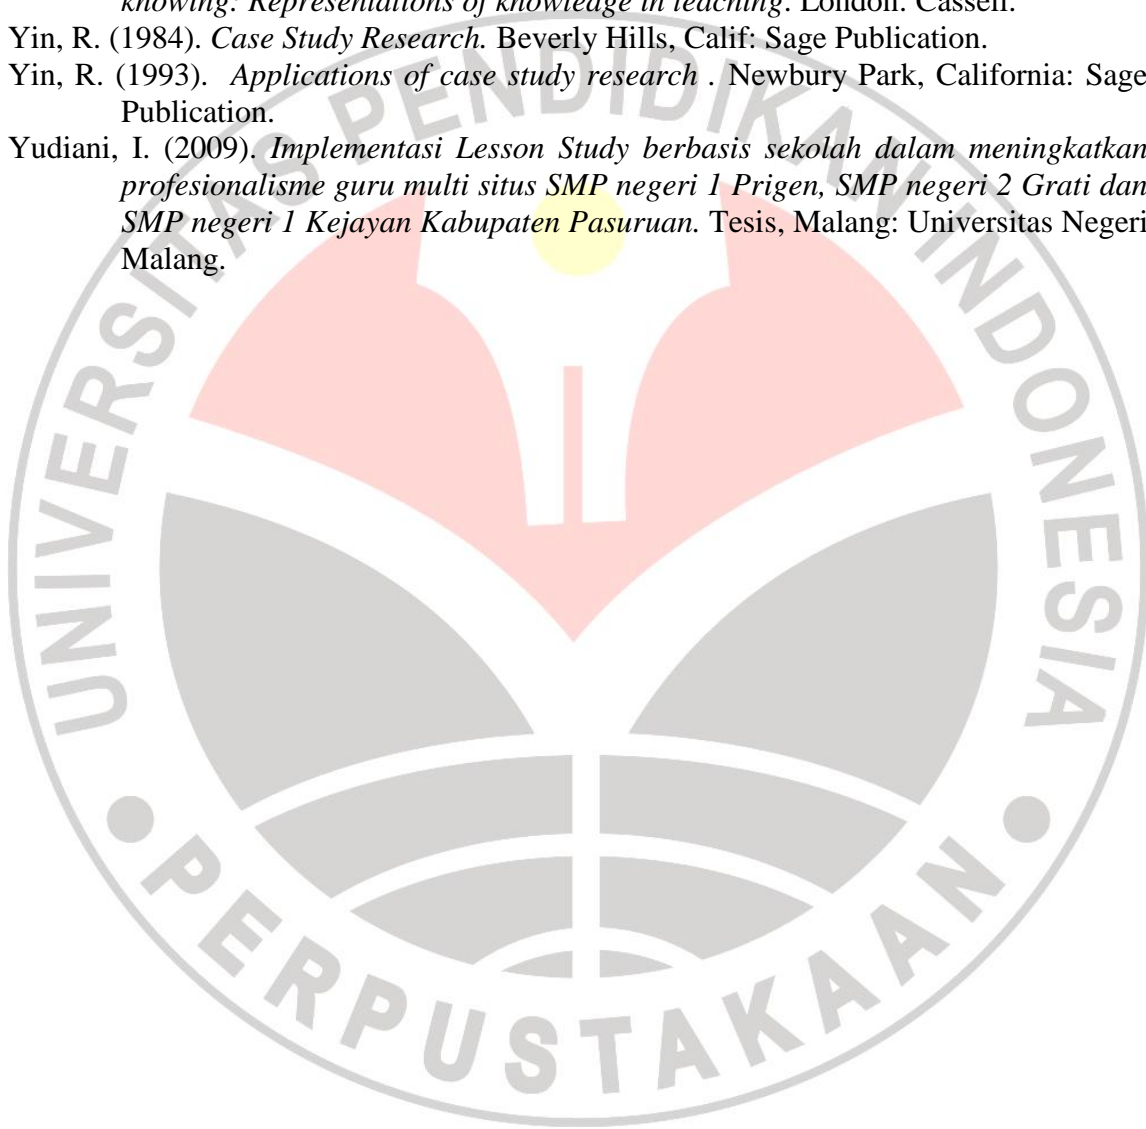 knowing: Representations of knowledge in teaching. London: Cassell.
Yin, R. (1984). Case Study Research. Beverly Hills, Calif: Sage Publication.
Yin, R. (1993). Applications of case study research . Newbury Park, California: Sage
Publication.
Yudiani, I. (2009). Implementasi Lesson Study berbasis sekolah dalam meningkatkan
profesionalisme guru multi situs SMP negeri 1 Prigen, SMP negeri 2 Grati dan
SMP negeri 1 Kejayan Kabupaten Pasuruan. Tesis, Malang: Universitas Negeri
Malang.
UNIVERSITAS PENDIDIKAN INDONESIA
PERPUSTAKAAN